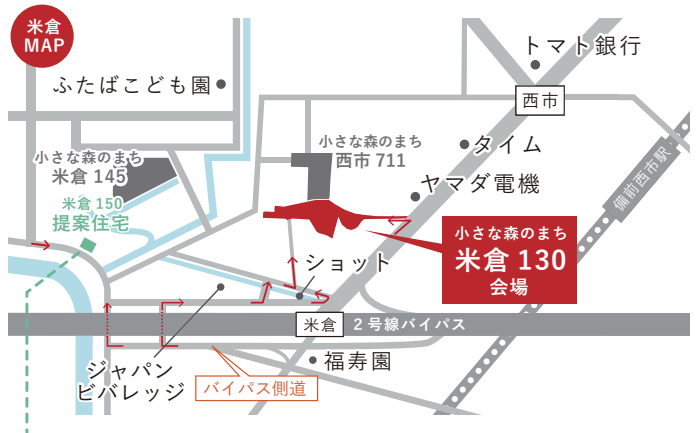 米倉
MAP
トマト銀行
ふたばこども園
西市
小さな森のまち
西市 711
タイム
小さな森のまち
米倉 145
ヤマダ電機
備前西市駅
米倉 150
提案住宅
小さな森のまち
米倉 130
会場
ショット
米倉
2号線バイパス
ジャパン
ビバレッジ
福寿園
バイパス側道